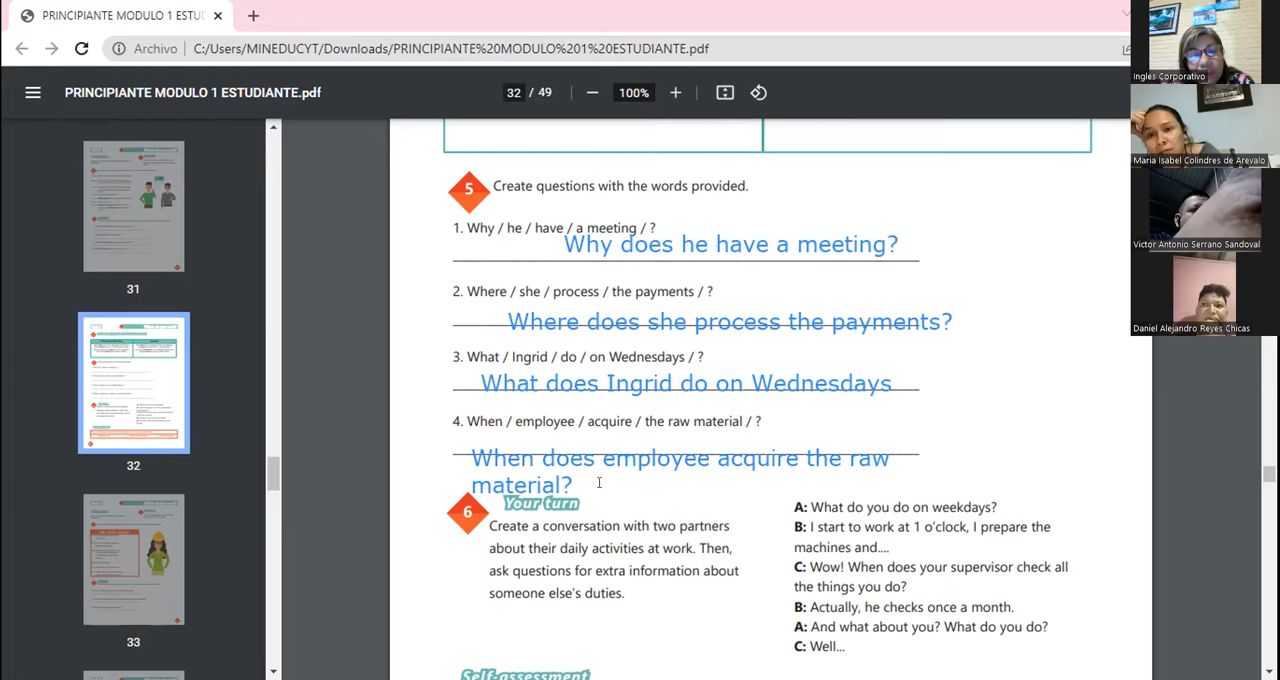 PRINCIPIANTE MODULO 1 ESTUDI
Archivo
C:/Users/MINEDUCYT/Downloads/PRINCIPIANTE%20MODULO%201%20ESTUDIANTE.pdf
PRINCIPIANTE MODULO 1 ESTUDIANTE.pdf
32 / 49
100%
Ingles Corporativo
Maria Isabel Colindres de Arevalo
Victor Antonio Serrano Sandoval
Daniel Alejandro Reyes Chicas
31
32
33
5 Create questions with the words provided.
1. Why / he / have / a meeting / ?
Why does he have a meeting?
2. Where / she / process / the payments / ?
Where does she process the payments?
3. What / Ingrid / do / on Wednesdays / ?
What does Ingrid do on Wednesdays
4. When / employee / acquire / the raw material / ?
When does employee acquire the raw
material?
6 Your turn
Create a conversation with two partners
about their daily activities at work. Then,
ask questions for extra information about
someone else's duties.
A: What do you do on weekdays?
B: I start to work at 1 o'clock, I prepare the
machines and....
C: Wow! When does your supervisor check all
the things you do?
B: Actually, he checks once a month.
A: And what about you? What do you do?
C: Well...
Self-assessment